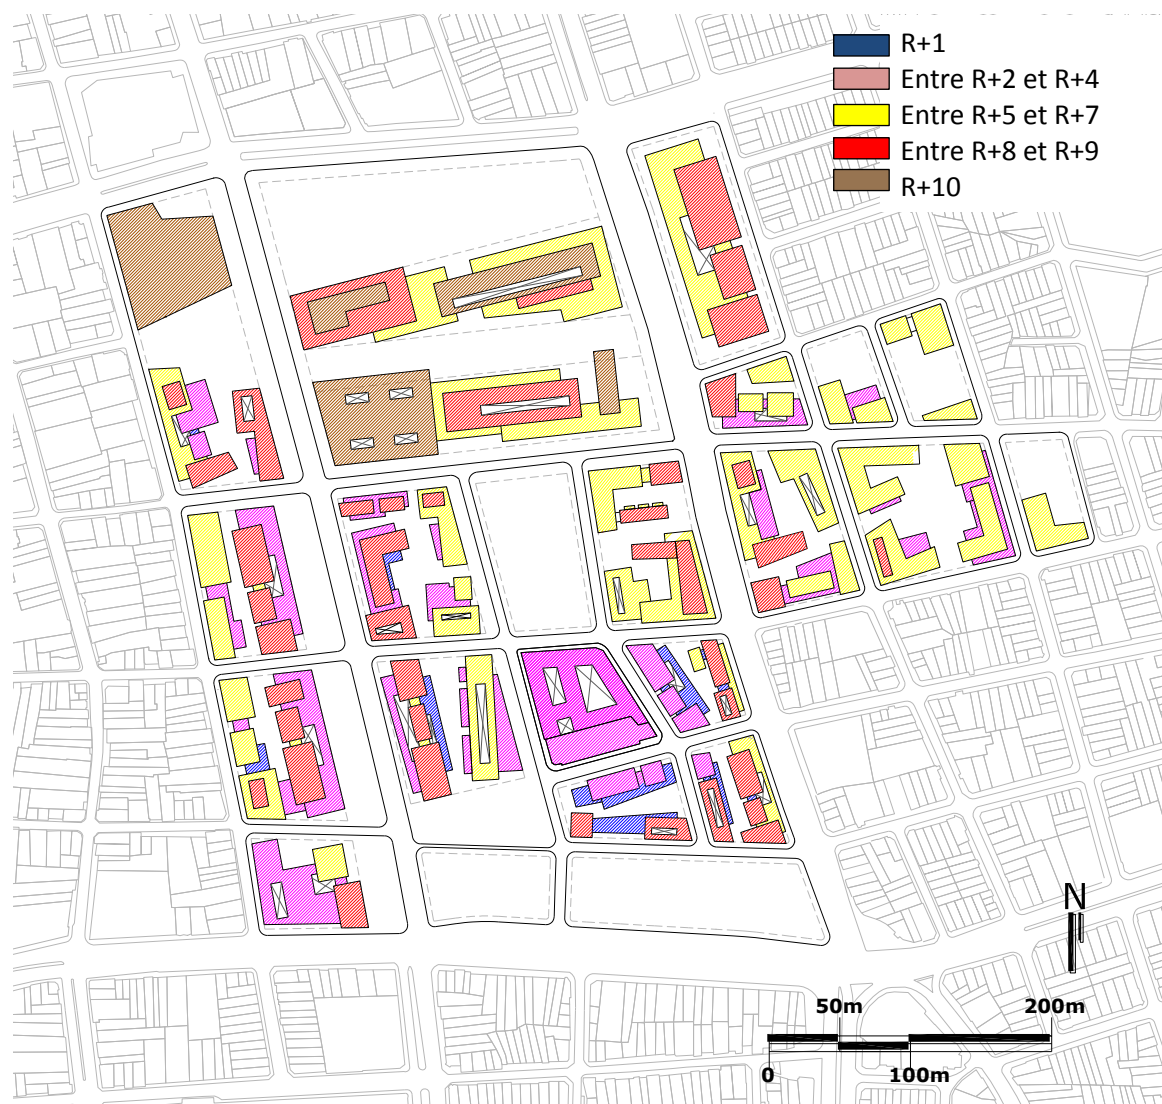 R+1
Entre R+2 et R+4
Entre R+5 et R+7
Entre R+8 et R+9
R+10
N
50m 200m
0 100m